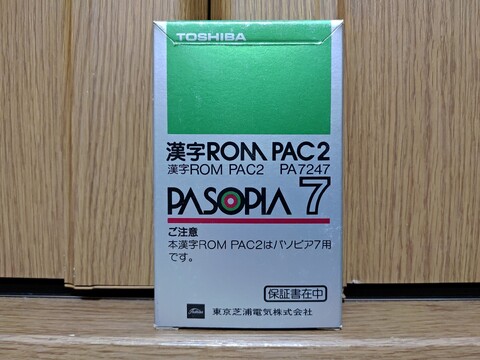 TOSHIBA
漢字ROM PAC2
漢字ROM PAC2 PA7247
PASOPIA 7
ご注意
本漢字ROM PAC2はパソピア7用
です。
保証書在中
Toshiba 東京芝浦電気株式会社